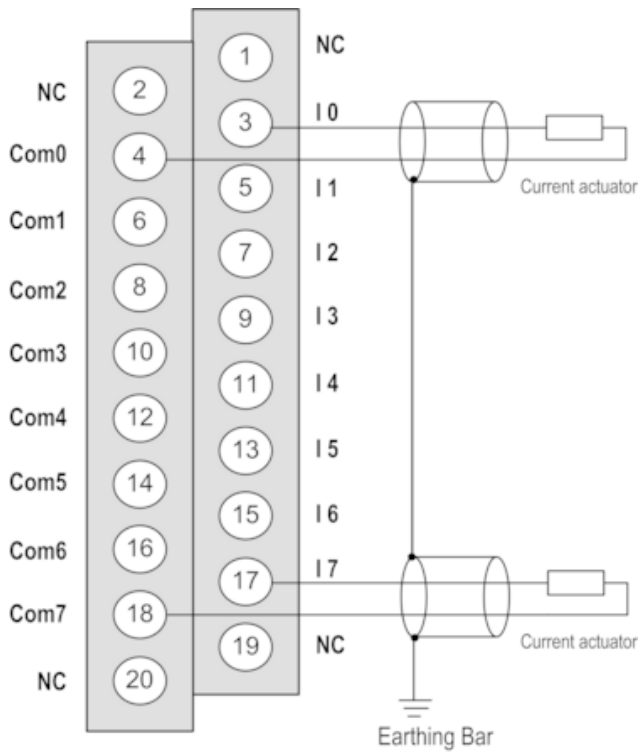 1 NC
NC 2
3 I 0
Com0 4
Current actuator
5 I 1
Com1 6
7 I 2
Com2 8
9 I 3
Com3 10
11 I 4
Com4 12
13 I 5
Com5 14
15 I 6
Com6 16
17 I 7
Com7 18
Current actuator
19 NC
NC 20
Earthing Bar